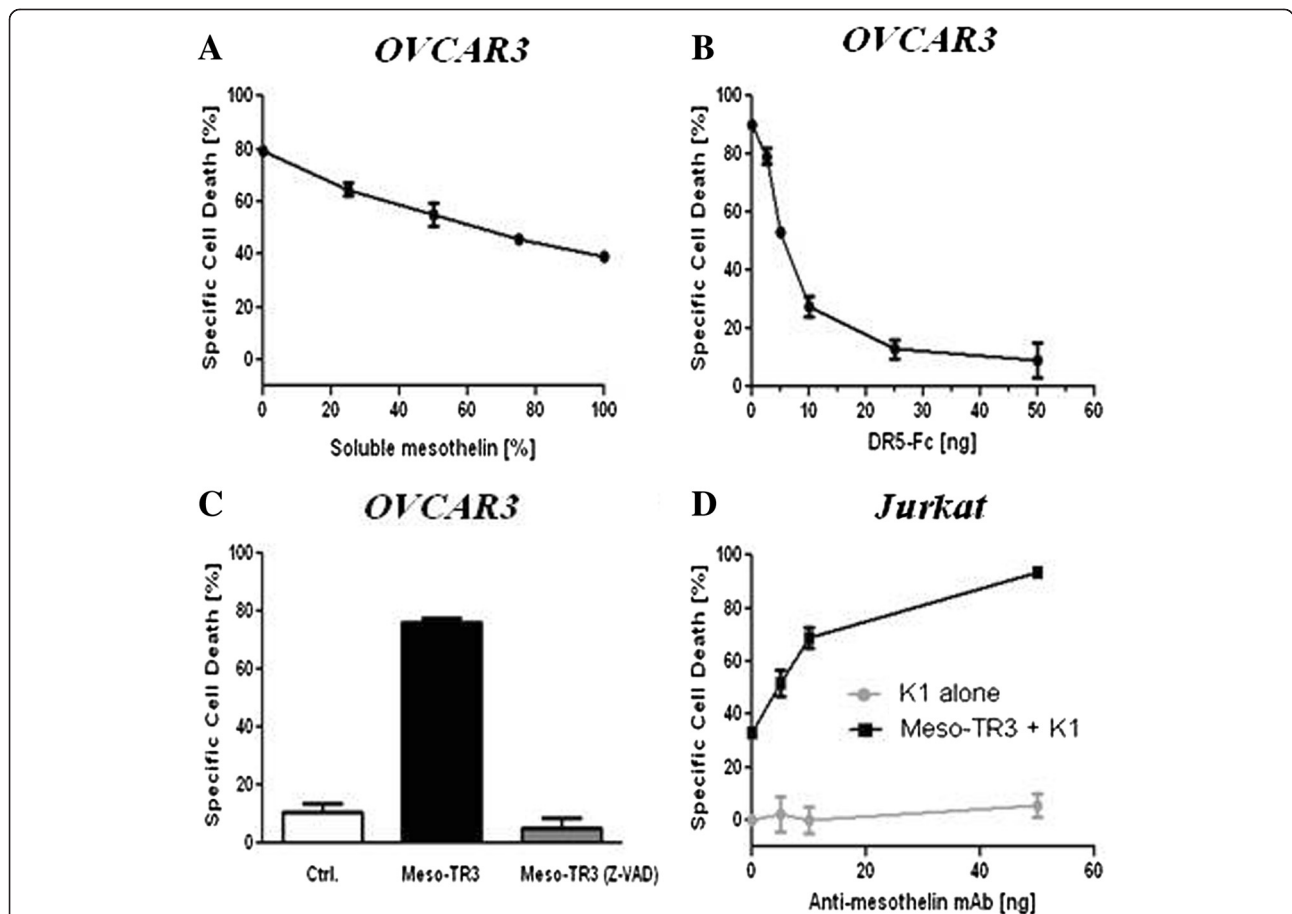 A
OVCAR3
Specific Cell Death [%]
100
80
60
40
20
0
0 20 40 60 80 100
Soluble mesothelin [%]
B
OVCAR3
Specific Cell Death [%]
100
80
60
40
20
0
0 10 20 30 40 50 60
DR5-Fc [ng]
C
OVCAR3
Specific Cell Death [%]
100
80
60
40
20
0
Ctrl. Meso-TR3 Meso-TR3 (Z-VAD)
D
Jurkat
Specific Cell Death [%]
100
80
60
40
20
0
K1 alone
Meso-TR3 + K1
0 20 40 60
Anti-mesothelin mAb [ng]